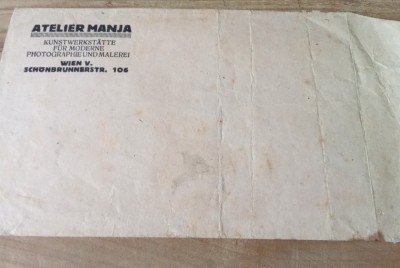 ATELIER MANJA
KUNSTWERKSTÄTTE
FÜR MODERNE
PHOTOGRAPHIE UND MALEREI
WIEN V.
SCHÖNBRUNNERSTR. 106